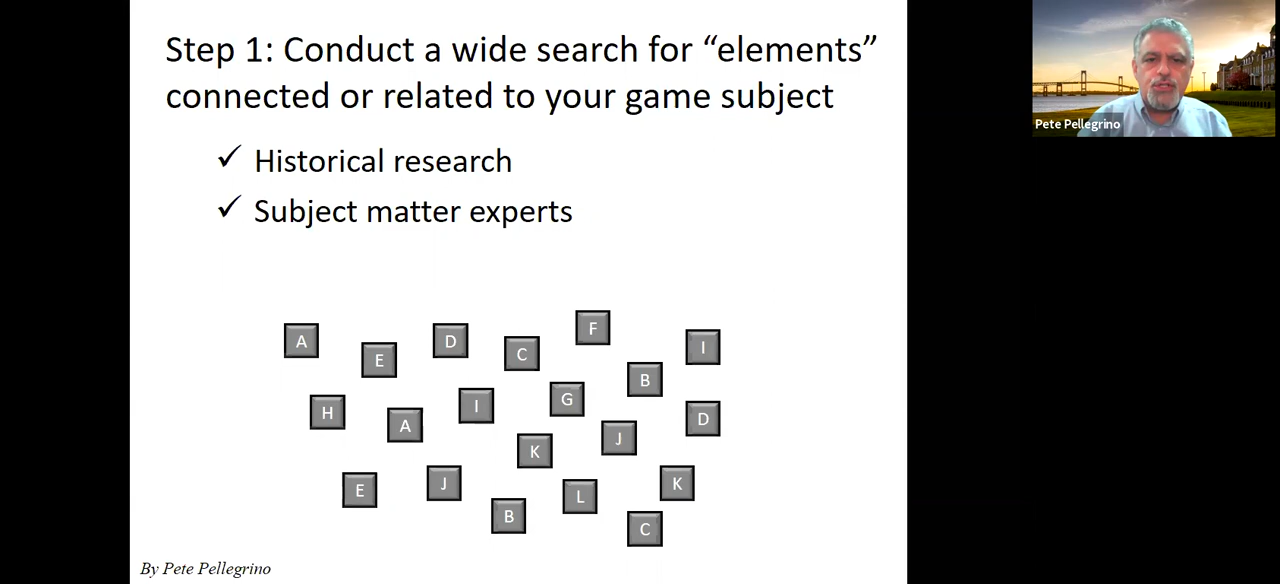 Step 1: Conduct a wide search for “elements”
connected or related to your game subject
✓ Historical research
✓ Subject matter experts
Pete Pellegrino
F
A
D
I
C
E
B
G
I
H
D
A
J
K
J
K
E
L
B
C
By Pete Pellegrino